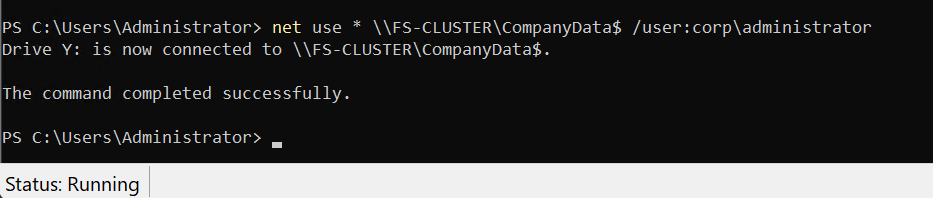 PS C:\Users\Administrator> net use * \\FS-CLUSTER\CompanyData$ /user:corp\administrator
Drive Y: is now connected to \\FS-CLUSTER\CompanyData$.
The command completed successfully.
PS C:\Users\Administrator>
Status: Running